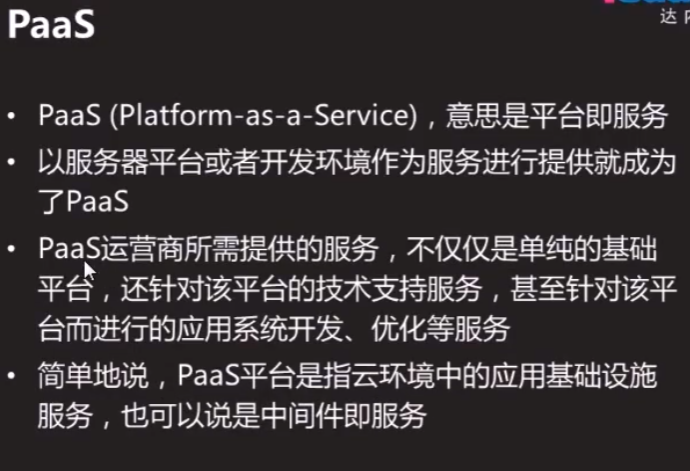 PaaS
达内
• PaaS (Platform-as-a-Service)，意思是平台即服务
• 以服务器平台或者开发环境作为服务进行提供就成为
了PaaS
• PaaS运营商所需提供的服务，不仅仅是单纯的基础
平台，还针对该平台的技术支持服务，甚至针对该平
台而进行的应用系统开发、优化等服务
• 简单地说，PaaS平台是指云环境中的应用基础设施
服务，也可以说是中间件即服务